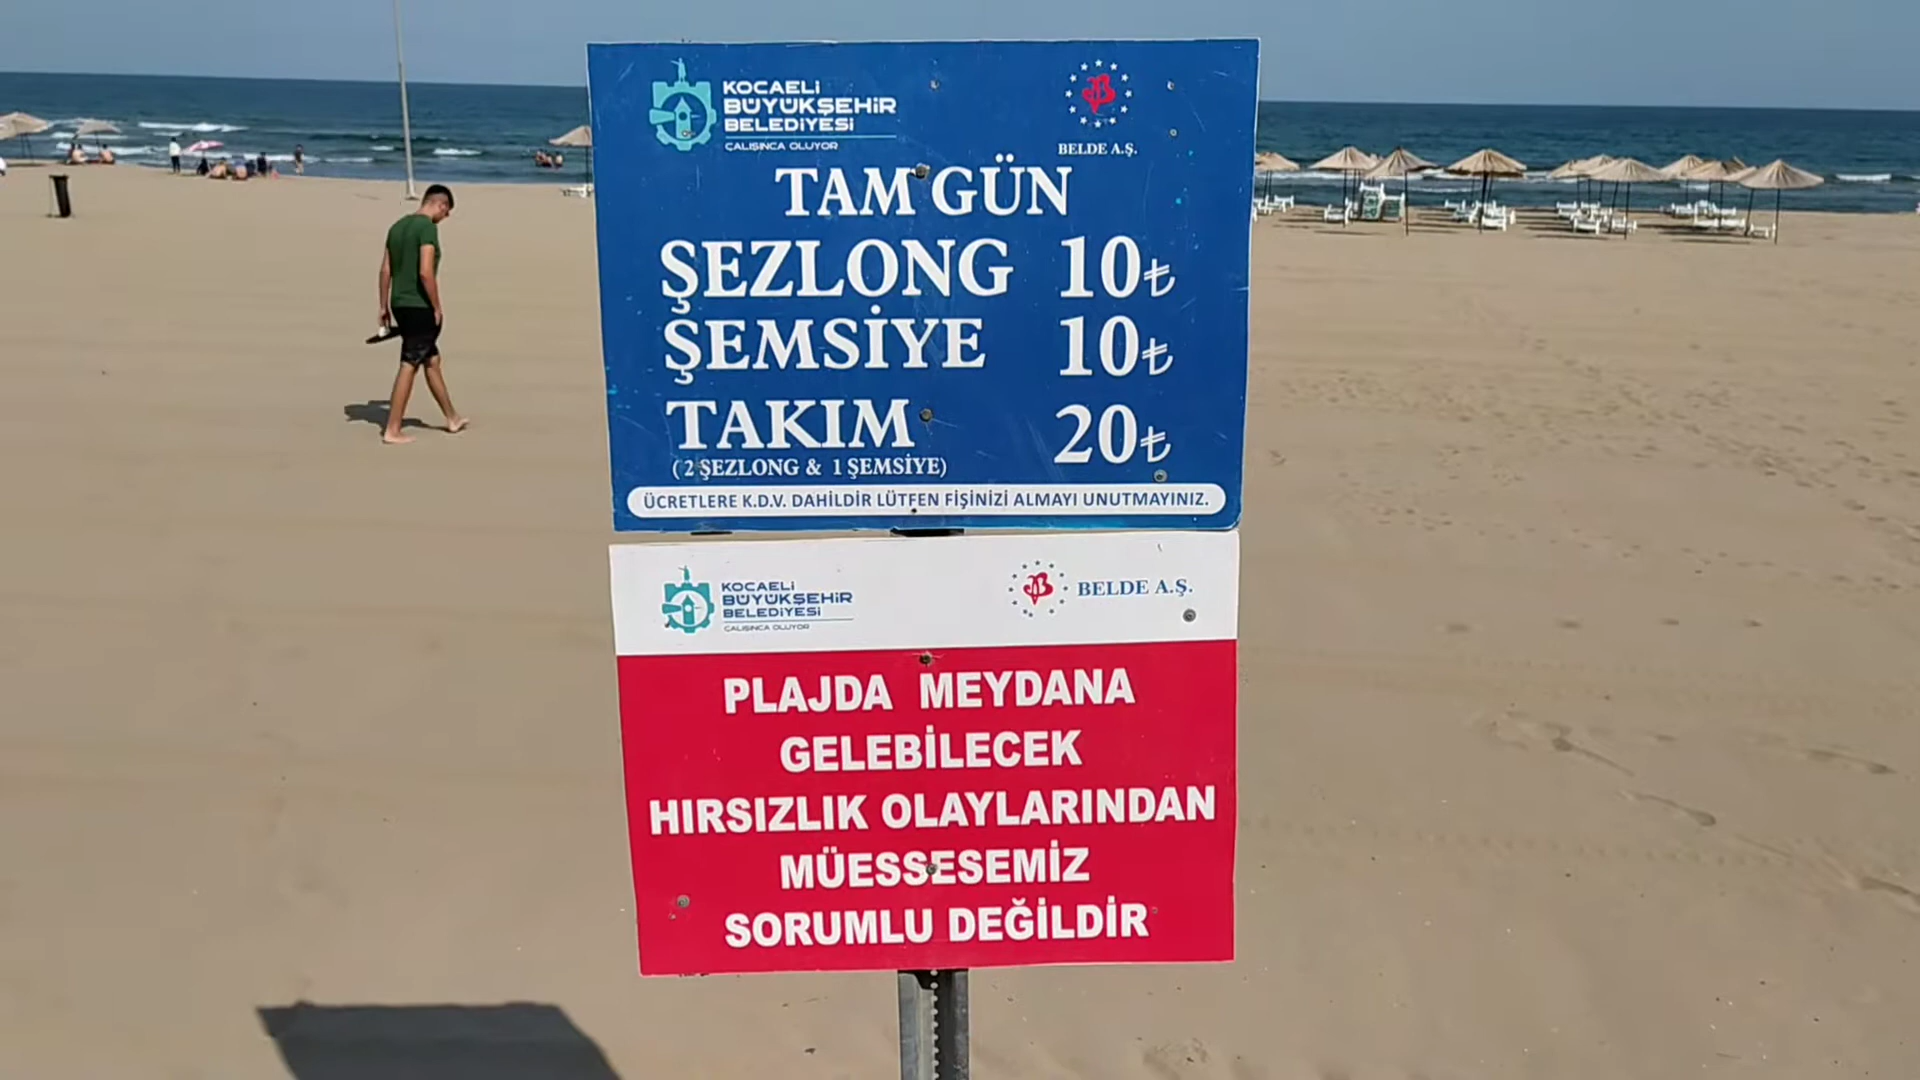 KOCAELİ
BÜYÜKŞEHİR
BELEDİYESİ
ÇALIŞINCA OLUYOR
BELDE A.Ş.
TAM GÜN
ŞEZLONG 10₺
ŞEMSİYE 10₺
TAKIM 20₺
( 2 ŞEZLONG & 1 ŞEMSİYE)
ÜCRETLERE K.D.V. DAHİLDİR LÜTFEN FİŞİNİZİ ALMAYI UNUTMAYINIZ.
KOCAELİ
BÜYÜKŞEHİR
BELEDİYESİ
ÇALIŞINCA OLUYOR
BELDE A.Ş.
PLAJDA MEYDANA
GELEBİLECEK
HIRSIZLIK OLAYLARINDAN
MÜESSESEMİZ
SORUMLU DEĞİLDİR